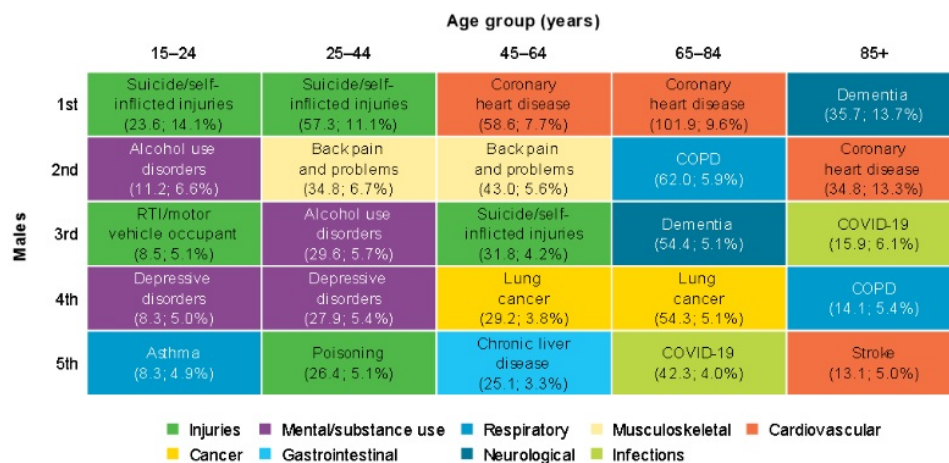 Age group (years)
15–24 25–44 45–64 65–84 85+
Males
1st
Suicide/self-
inflicted injuries
(23.6; 14.1%)
Suicide/self-
inflicted injuries
(57.3; 11.1%)
Coronary
heart disease
(58.6; 7.7%)
Coronary
heart disease
(101.9; 9.6%)
Dementia
(35.7; 13.7%)
2nd
Alcohol use
disorders
(11.2; 6.6%)
Back pain
and problems
(34.8; 6.7%)
Back pain
and problems
(43.0; 5.6%)
COPD
(62.0; 5.9%)
Coronary
heart disease
(34.8; 13.3%)
3rd
RTI/motor
vehicle occupant
(8.5; 5.1%)
Alcohol use
disorders
(29.6; 5.7%)
Suicide/self-
inflicted injuries
(31.8; 4.2%)
Dementia
(54.4; 5.1%)
COVID-19
(15.9; 6.1%)
4th
Depressive
disorders
(8.3; 5.0%)
Depressive
disorders
(27.9; 5.4%)
Lung
cancer
(29.2; 3.8%)
Lung
cancer
(54.3; 5.1%)
COPD
(14.1; 5.4%)
5th
Asthma
(8.3; 4.9%)
Poisoning
(26.4; 5.1%)
Chronic liver
disease
(25.1; 3.3%)
COVID-19
(42.3; 4.0%)
Stroke
(13.1; 5.0%)
Injuries Mental/substance use Respiratory Musculoskeletal Cardiovascular
Cancer Gastrointestinal Neurological Infections